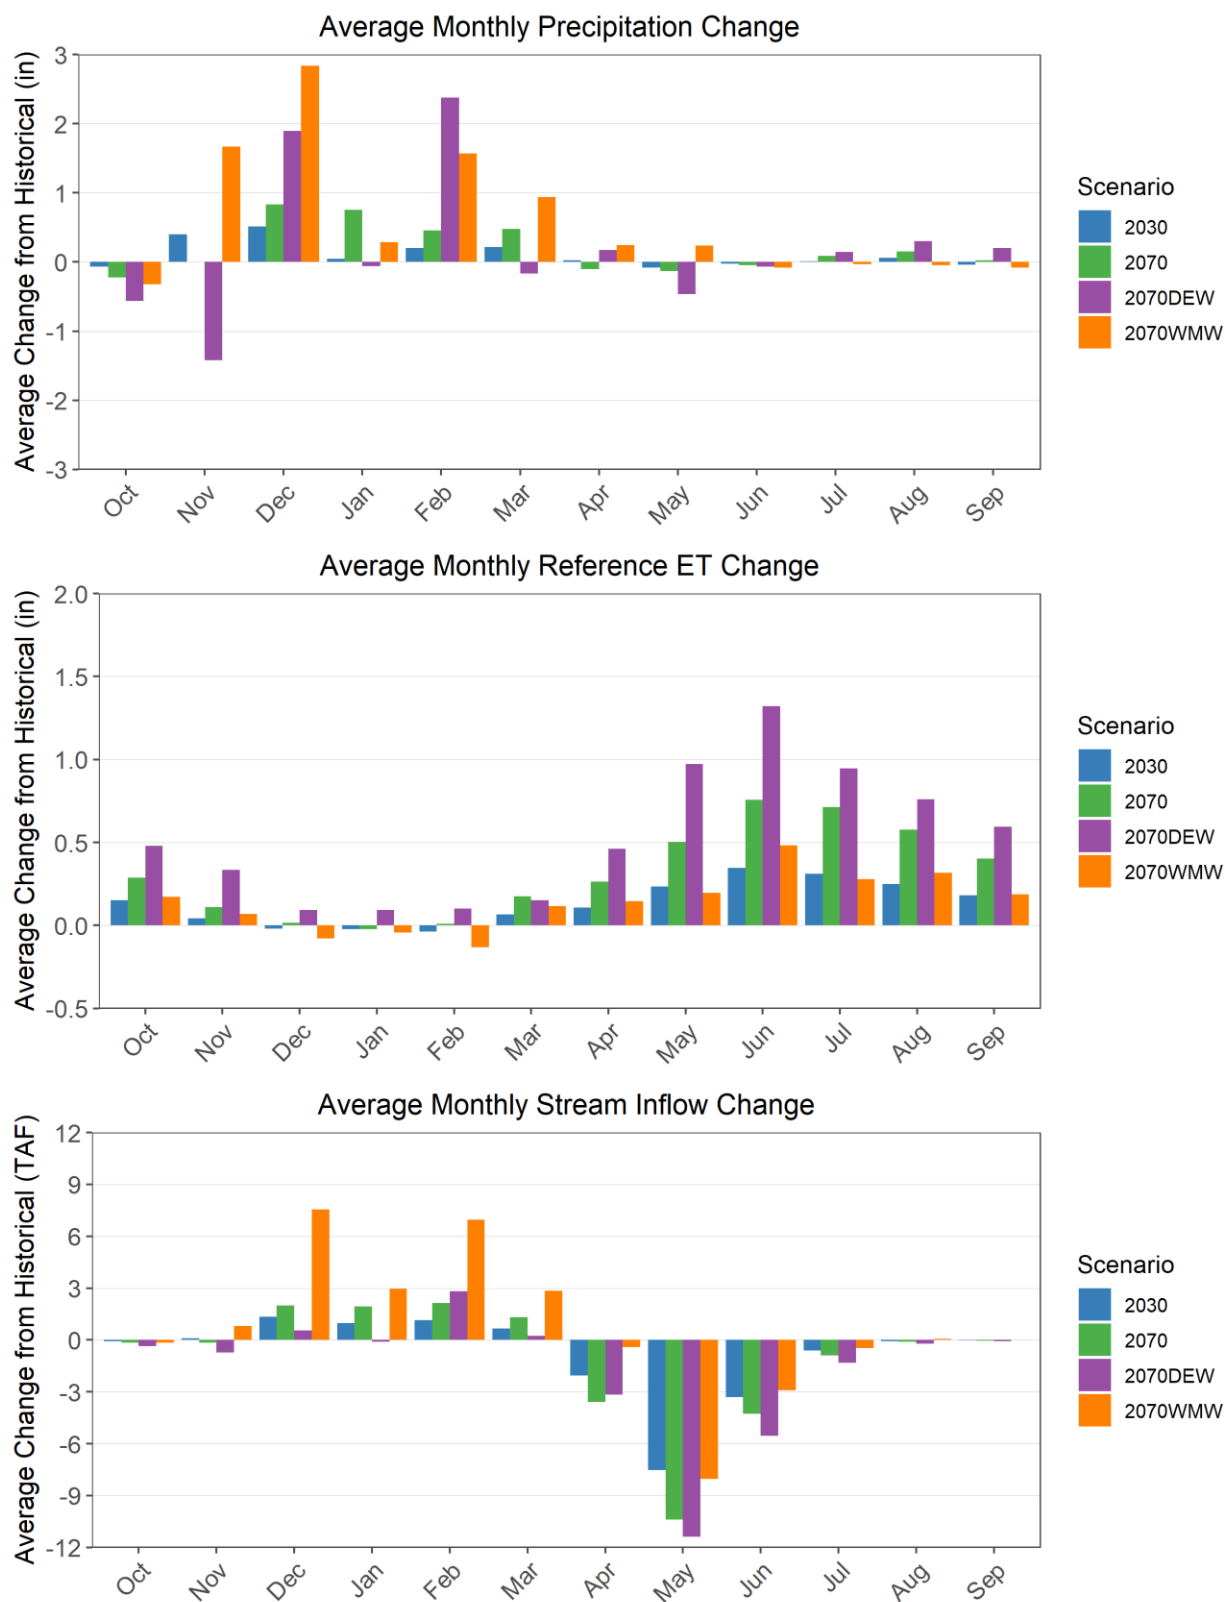 Average Monthly Precipitation Change
Average Change from Historical (in)
3
2
1
0
-1
-2
-3
Oct
Nov
Dec
Jan
Feb
Mar
Apr
May
Jun
Jul
Aug
Sep
Scenario
2030
2070
2070DEW
2070WMW
Average Monthly Reference ET Change
Average Change from Historical (in)
2.0
1.5
1.0
0.5
0.0
-0.5
Oct
Nov
Dec
Jan
Feb
Mar
Apr
May
Jun
Jul
Aug
Sep
Scenario
2030
2070
2070DEW
2070WMW
Average Monthly Stream Inflow Change
Average Change from Historical (TAF)
12
9
6
3
0
-3
-6
-9
-12
Oct
Nov
Dec
Jan
Feb
Mar
Apr
May
Jun
Jul
Aug
Sep
Scenario
2030
2070
2070DEW
2070WMW